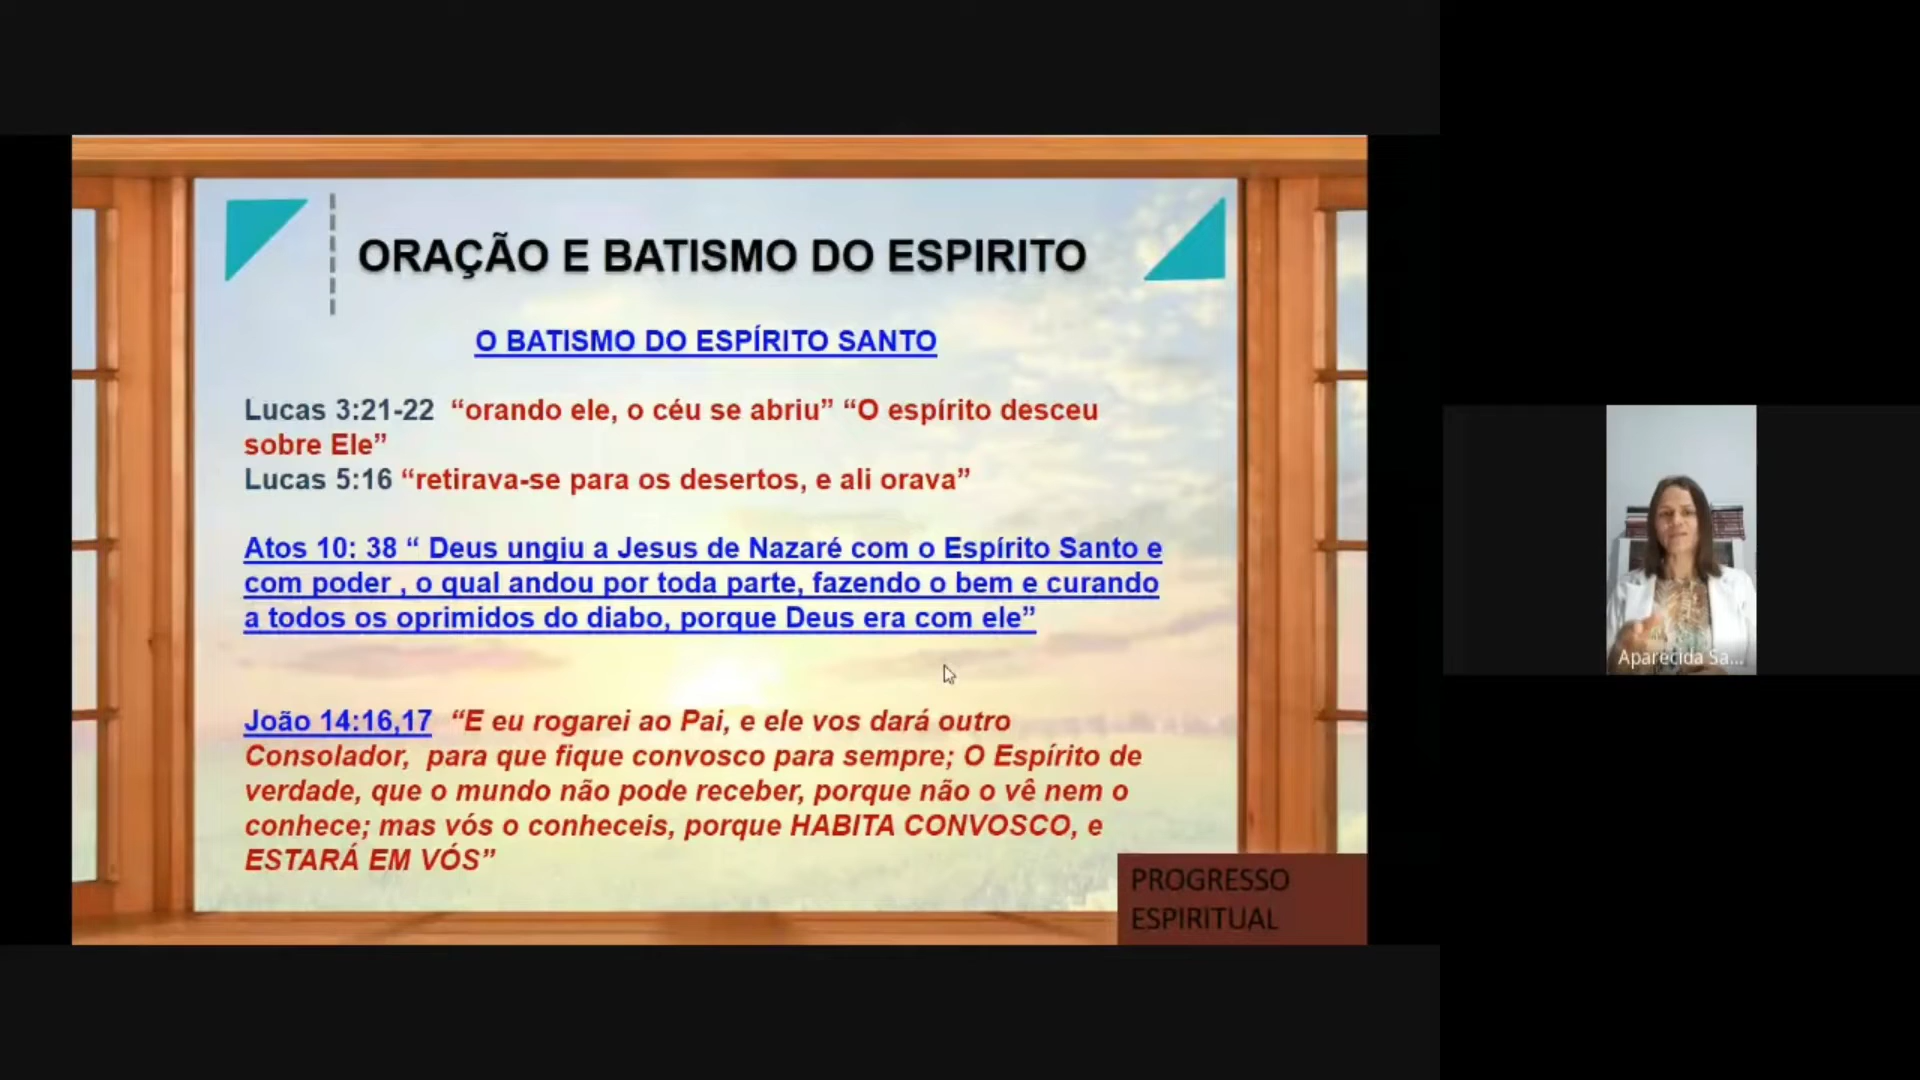 ORAÇÃO E BATISMO DO ESPIRITO
O BATISMO DO ESPÍRITO SANTO
Lucas 3:21-22 “orando ele, o céu se abriu” “O espírito desceu
sobre Ele”
Lucas 5:16 “retirava-se para os desertos, e ali orava”
Atos 10: 38 “ Deus ungiu a Jesus de Nazaré com o Espírito Santo e
com poder , o qual andou por toda parte, fazendo o bem e curando
a todos os oprimidos do diabo, porque Deus era com ele”
João 14:16,17 “E eu rogarei ao Pai, e ele vos dará outro
Consolador, para que fique convosco para sempre; O Espírito de
verdade, que o mundo não pode receber, porque não o vê nem o
conhece; mas vós o conheceis, porque HABITA CONVOSCO, e
ESTARÁ EM VÓS”
PROGRESSO
ESPIRITUAL
Aparecida Sa...